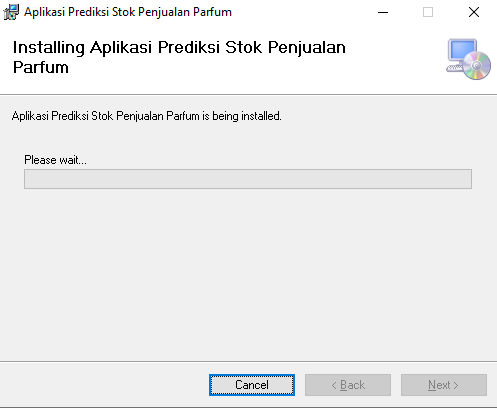 Aplikasi Prediksi Stok Penjualan Parfum
Installing Aplikasi Prediksi Stok Penjualan
Parfum
Aplikasi Prediksi Stok Penjualan Parfum is being installed.
Please wait...
Cancel
< Back
Next >